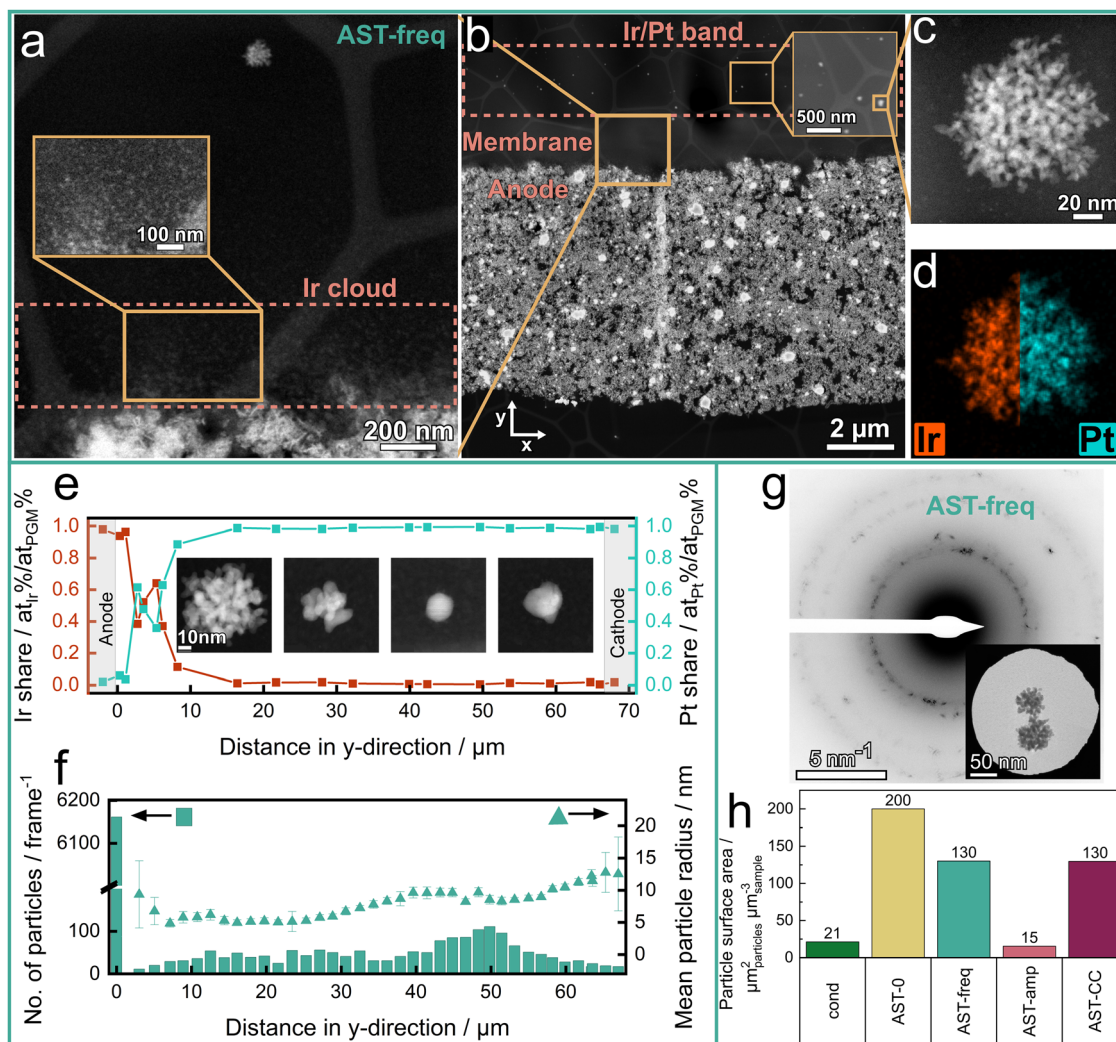 a
AST-freq
Ir cloud
100 nm
200 nm
b
Ir/Pt band
500 nm
Membrane
Anode
y
x
2 µm
c
20 nm
d
Ir
Pt
e
Ir share / at_Ir%/at_PGM%
1.0
0.8
0.6
0.4
0.2
0.0
Anode
10nm
Cathode
1.0
0.8
0.6
0.4
0.2
0.0
Pt share / at_Pt%/at_PGM%
0 10 20 30 40 50 60 70
Distance in y-direction / µm
f
No. of particles / frame⁻¹
6200
6100
100
0
20
15
10
5
0
Mean particle radius / nm
0 10 20 30 40 50 60
Distance in y-direction / µm
g
AST-freq
5 nm⁻¹
50 nm
h
Particle surface area /
µm²particles µm⁻³sample
200
150
100
50
0
21
200
130
15
130
cond
AST-0
AST-freq
AST-amp
AST-CC